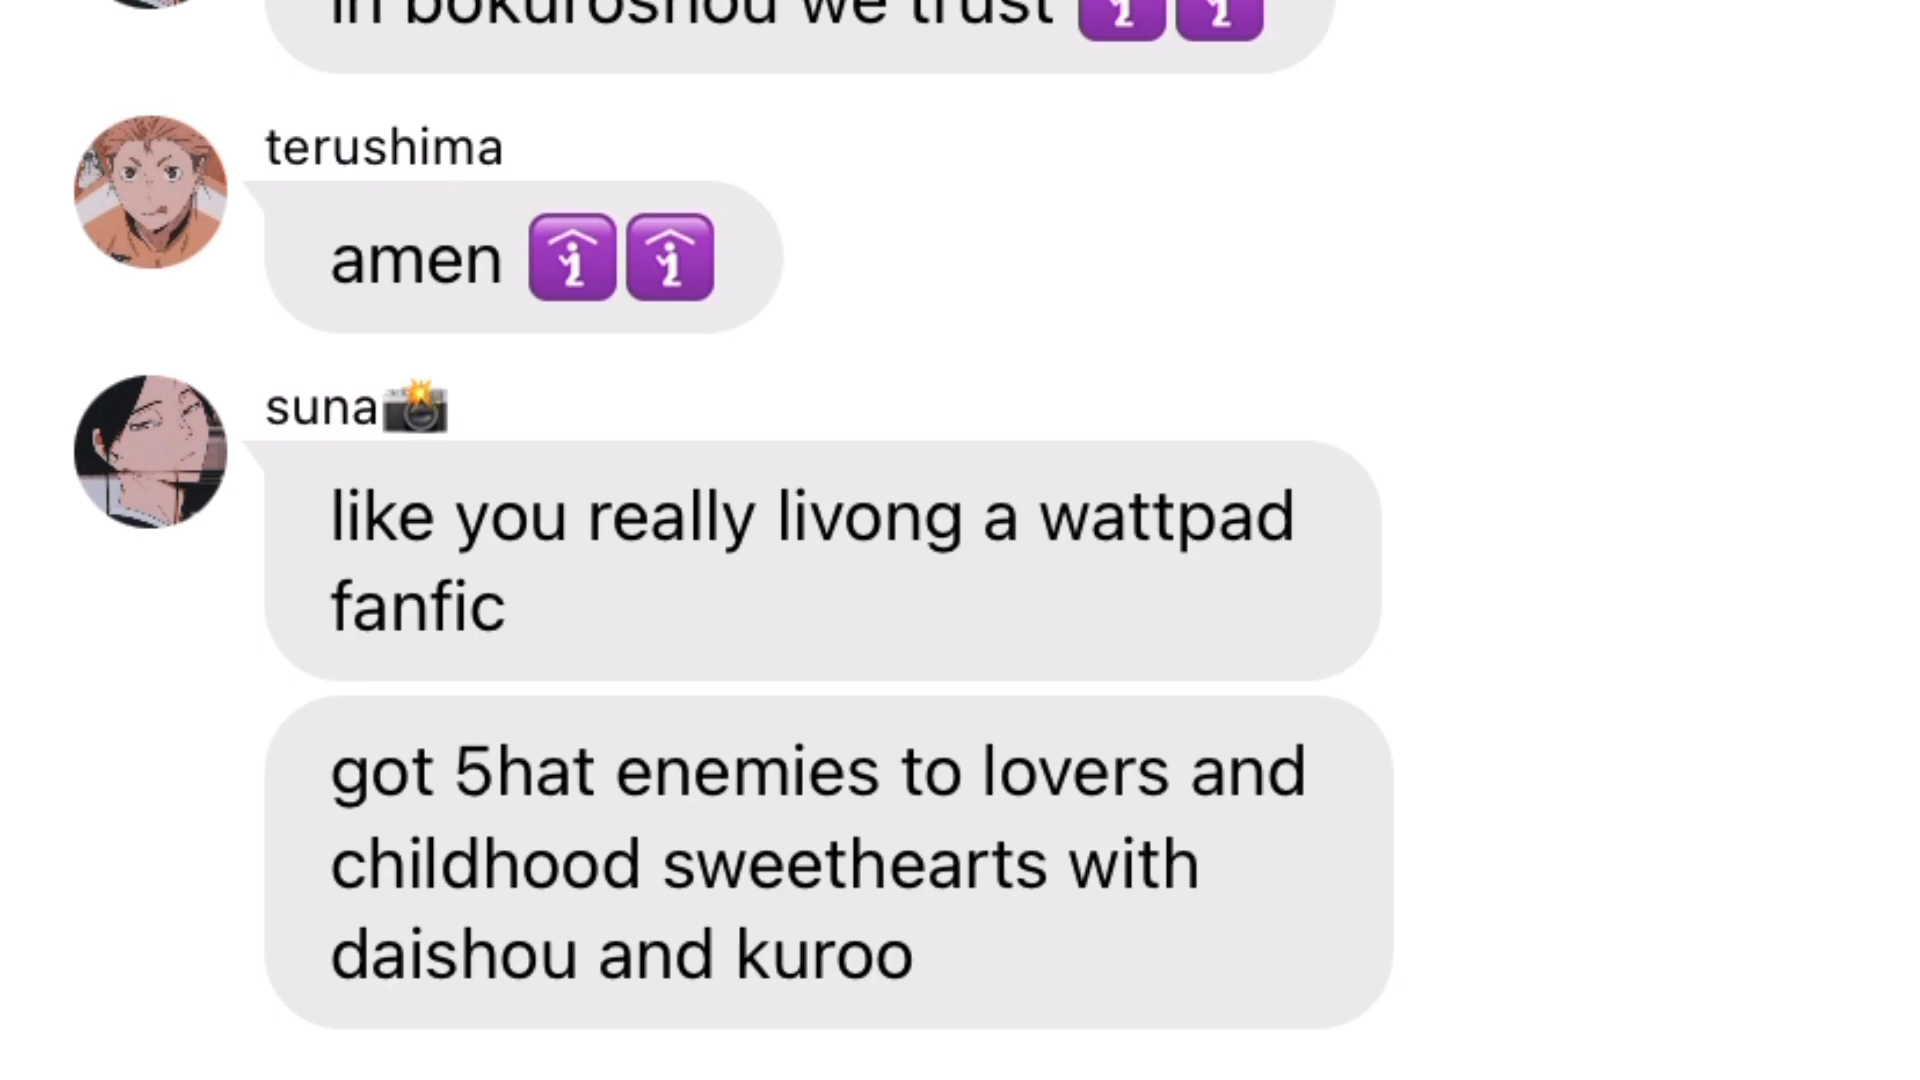 in bokuroshou we trust 🛐🛐
terushima
amen 🛐🛐
suna📸
like you really livong a wattpad
fanfic
got 5hat enemies to lovers and
childhood sweethearts with
daishou and kuroo